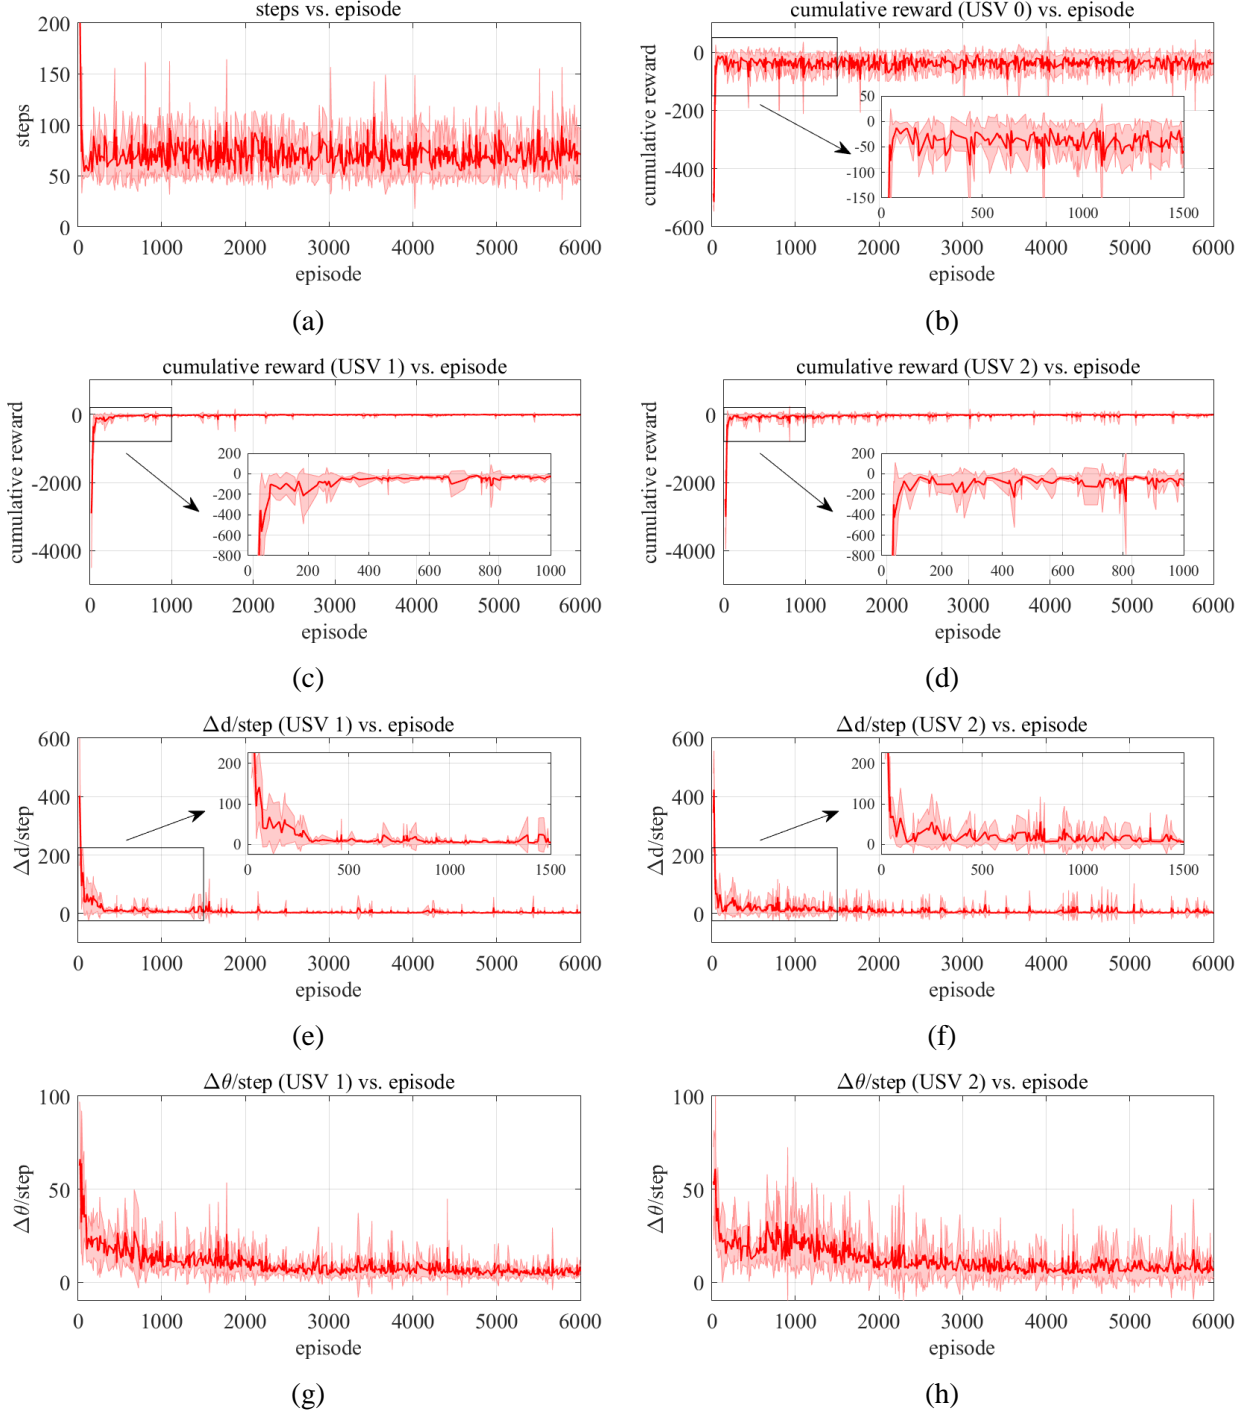 steps vs. episode
200
150
100
50
0
steps
0 1000 2000 3000 4000 5000 6000
episode
(a)
cumulative reward (USV 0) vs. episode
0
-200
-400
-600
cumulative reward
50
0
-50
-100
-150
0 500 1000 1500
0 1000 2000 3000 4000 5000 6000
episode
(b)
cumulative reward (USV 1) vs. episode
0
-2000
-4000
cumulative reward
200
0
-200
-400
-600
-800
0 200 400 600 800 1000
0 1000 2000 3000 4000 5000 6000
episode
(c)
cumulative reward (USV 2) vs. episode
0
-2000
-4000
cumulative reward
200
0
-200
-400
-600
-800
0 200 400 600 800 1000
0 1000 2000 3000 4000 5000 6000
episode
(d)
Δd/step (USV 1) vs. episode
600
400
200
0
Δd/step
200
100
0
0 500 1000 1500
0 1000 2000 3000 4000 5000 6000
episode
(e)
Δd/step (USV 2) vs. episode
600
400
200
0
Δd/step
200
100
0
0 500 1000 1500
0 1000 2000 3000 4000 5000 6000
episode
(f)
Δθ/step (USV 1) vs. episode
100
50
0
Δθ/step
0 1000 2000 3000 4000 5000 6000
episode
(g)
Δθ/step (USV 2) vs. episode
100
50
0
Δθ/step
0 1000 2000 3000 4000 5000 6000
episode
(h)